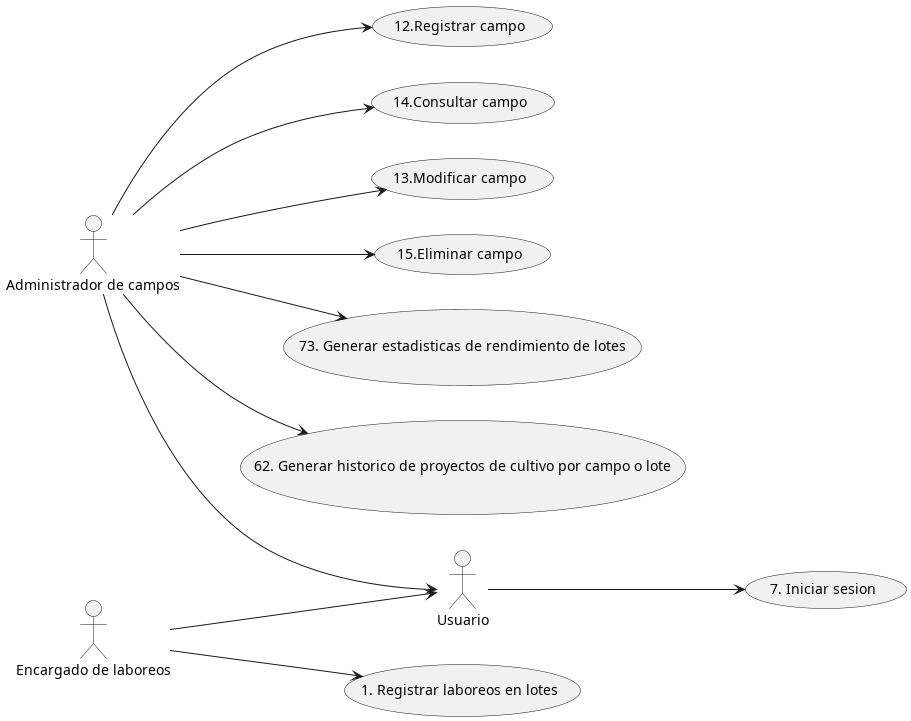 12.Registrar campo
14.Consultar campo
13.Modificar campo
15.Eliminar campo
Administrador de campos
73. Generar estadisticas de rendimiento de lotes
62. Generar historico de proyectos de cultivo por campo o lote
7. Iniciar sesion
Usuario
Encargado de laboreos
1. Registrar laboreos en lotes